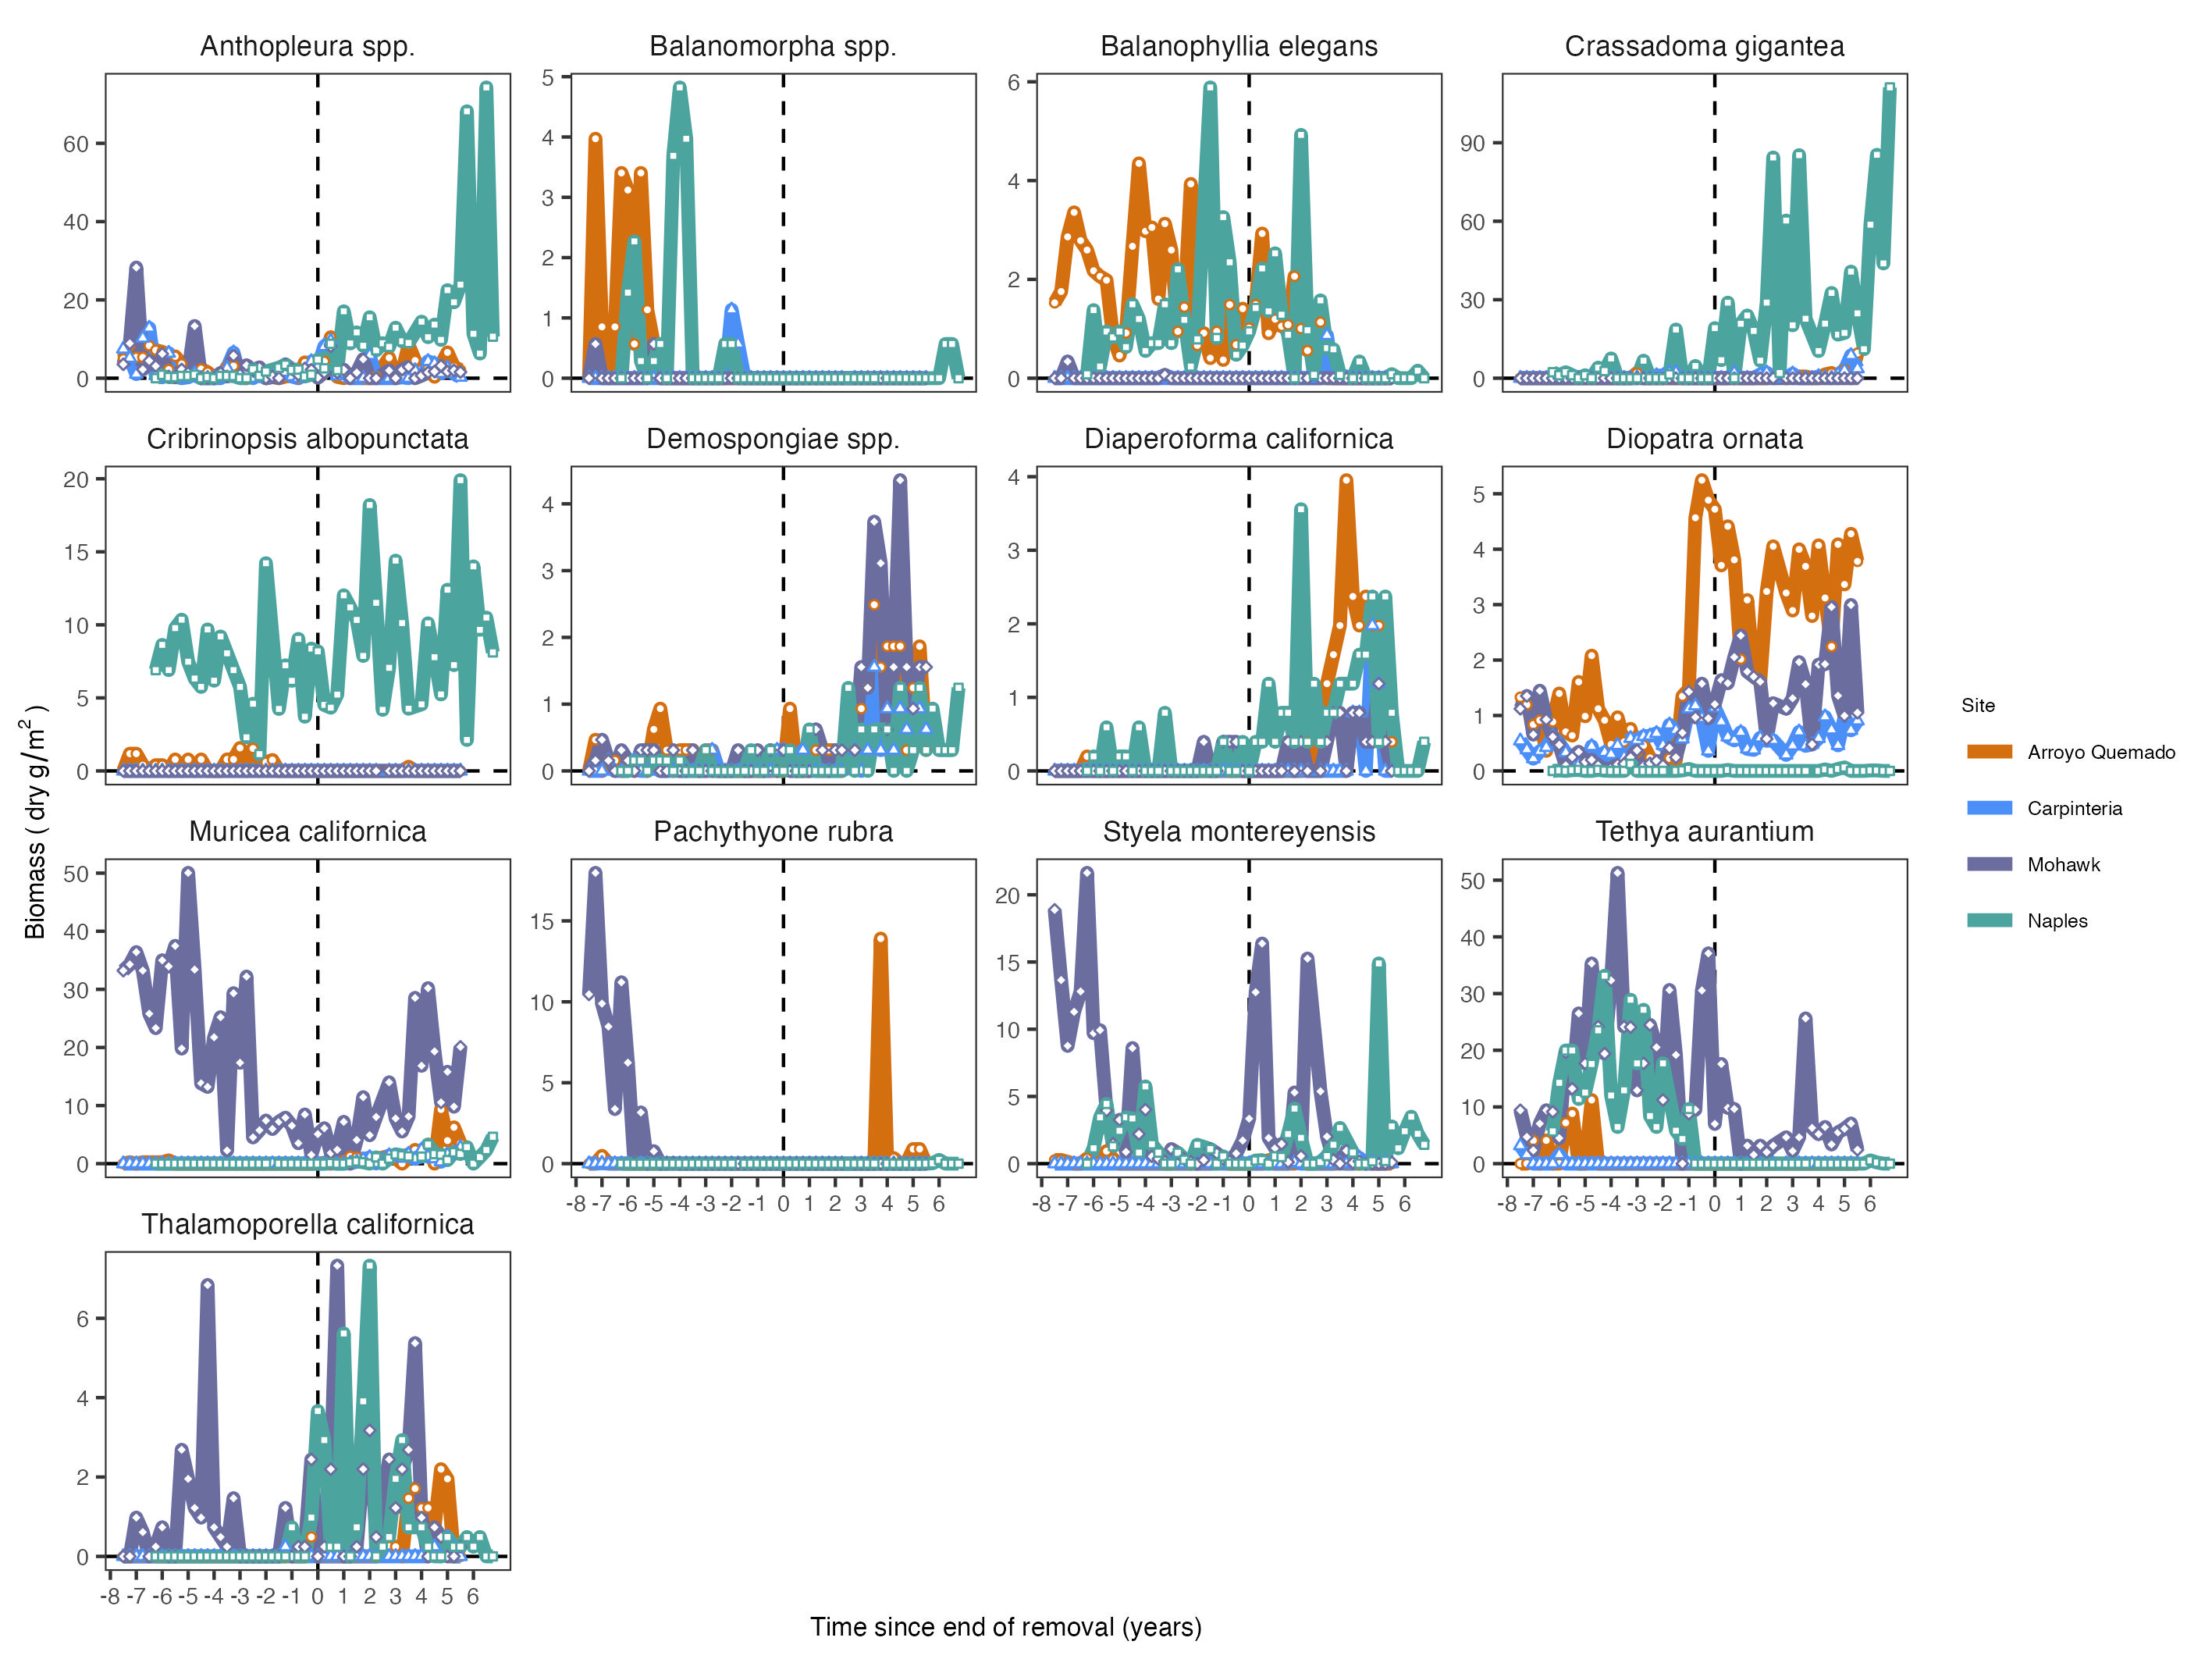 Anthopleura spp.
Balanomorpha spp.
Balanophyllia elegans
Crassadoma gigantea
60
40
20
0
5
4
3
2
1
0
6
4
2
0
90
60
30
0
Cribrinopsis albopunctata
Demospongiae spp.
Diaperoforma californica
Diopatra ornata
20
15
10
5
0
4
3
2
1
0
4
3
2
1
0
5
4
3
2
1
0
Muricea californica
Pachythyone rubra
Styela montereyensis
Tethya aurantium
50
40
30
20
10
0
15
10
5
0
20
15
10
5
0
50
40
30
20
10
0
-8 -7 -6 -5 -4 -3 -2 -1 0 1 2 3 4 5 6
-8 -7 -6 -5 -4 -3 -2 -1 0 1 2 3 4 5 6
-8 -7 -6 -5 -4 -3 -2 -1 0 1 2 3 4 5 6
Thalamoporella californica
6
4
2
0
-8 -7 -6 -5 -4 -3 -2 -1 0 1 2 3 4 5 6
Biomass ( dry g/m² )
Time since end of removal (years)
Site
Arroyo Quemado
Carpinteria
Mohawk
Naples